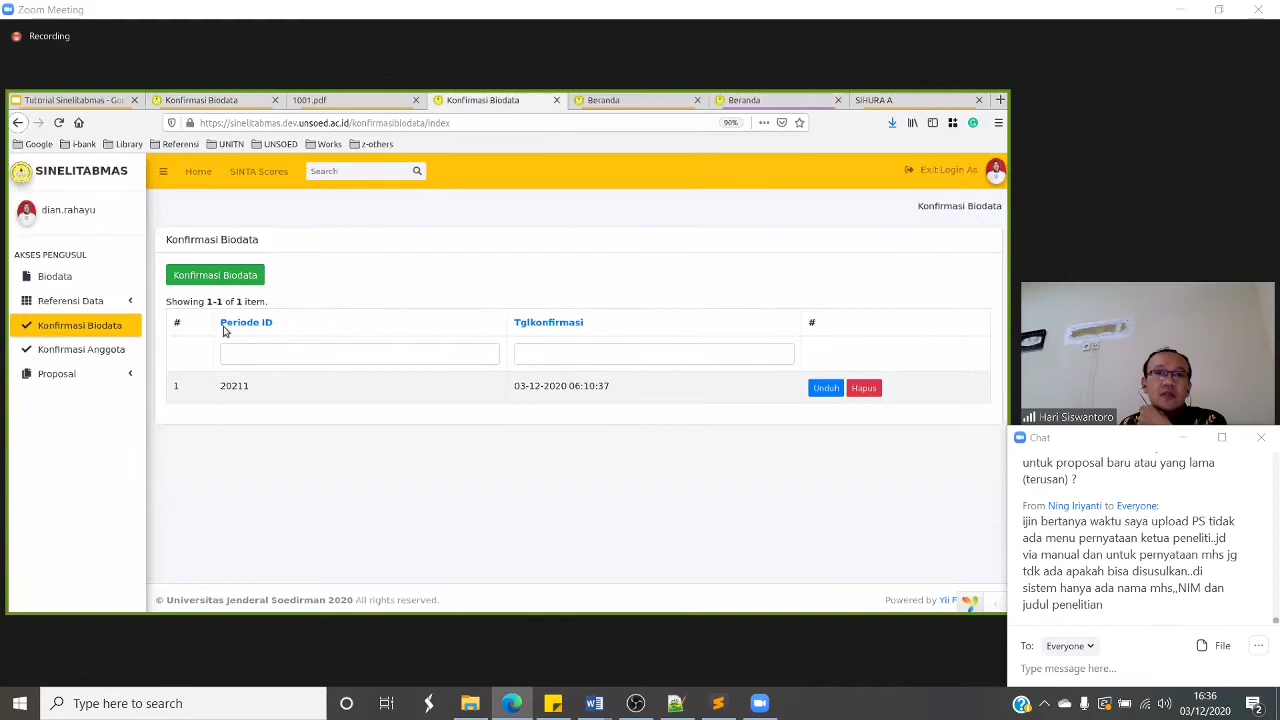 Zoom Meeting
Recording
Tutorial Sinelitabmas - Goo
Konfirmasi Biodata
1001.pdf
Konfirmasi Biodata
Beranda
Beranda
SIHURA A
https://sinelitabmas.dev.unsoed.ac.id/konfirmasibiodata/index
90%
Google
i-bank
Library
Referensi
UNITN
UNSOED
Works
z-others
SINELITABMAS
Home
SINTA Scores
Search
Exit Login As
dian.rahayu
Konfirmasi Biodata
AKSES PENGUSUL
Biodata
Referensi Data
Konfirmasi Biodata
Konfirmasi Anggota
Proposal
Konfirmasi Biodata
Konfirmasi Biodata
Showing 1-1 of 1 item.
# Periode ID Tglkonfirmasi #
1 20211 03-12-2020 06:10:37 Unduh Hapus
© Universitas Jenderal Soedirman 2020 All rights reserved.
Powered by Yii F
Hari Siswantoro
Chat
untuk proposal baru atau yang lama
(terusan) ?
From Ning Iriyanti to Everyone:
ijin bertanya waktu saya upload PS tidak
ada menu pernyataan ketua peneliti..jd
via manual dan untuk pernyataan mhs jg
tdk ada apakah bisa disusulkan..di
sistem hanya ada nama mhs,,NIM dan
judul penelitian
To: Everyone
File
Type message here...
Type here to search
16:36
03/12/2020
2